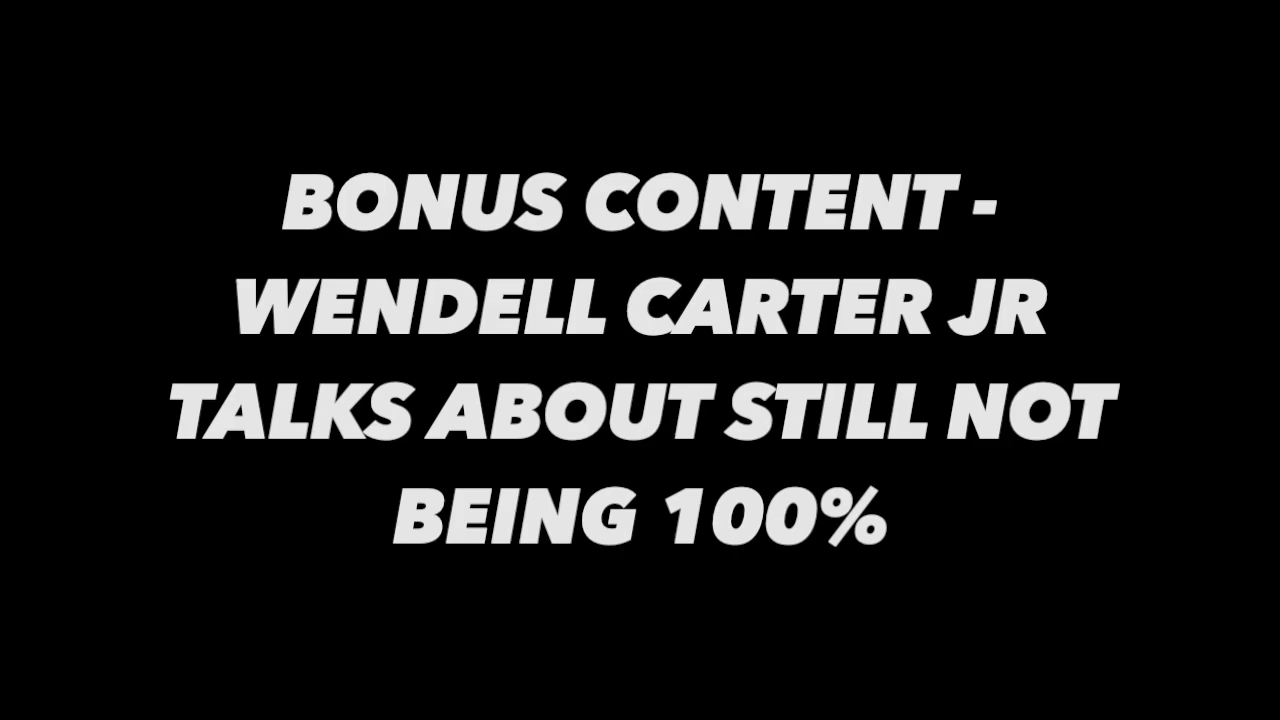 BONUS CONTENT -
WENDELL CARTER JR
TALKS ABOUT STILL NOT
BEING 100%